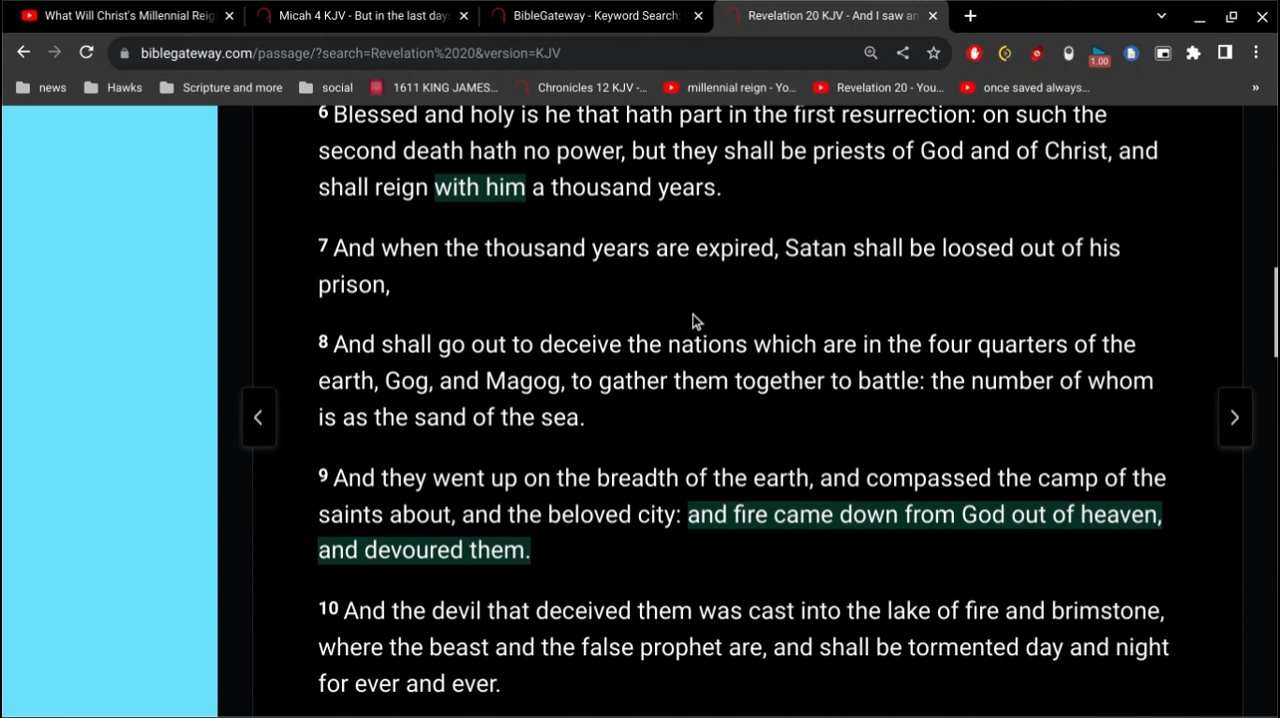 What Will Christ's Millennial Reig
Micah 4 KJV - But in the last day
BibleGateway - Keyword Search:
Revelation 20 KJV - And I saw an
biblegateway.com/passage/?search=Revelation%2020&version=KJV
1.00
news
Hawks
Scripture and more
social
1611 KING JAMES...
Chronicles 12 KJV -...
millennial reign - Yo...
Revelation 20 - You...
once saved always...
»
6 Blessed and holy is he that hath part in the first resurrection: on such the
second death hath no power, but they shall be priests of God and of Christ, and
shall reign with him a thousand years.
7 And when the thousand years are expired, Satan shall be loosed out of his
prison,
8 And shall go out to deceive the nations which are in the four quarters of the
earth, Gog, and Magog, to gather them together to battle: the number of whom
is as the sand of the sea.
9 And they went up on the breadth of the earth, and compassed the camp of the
saints about, and the beloved city: and fire came down from God out of heaven,
and devoured them.
10 And the devil that deceived them was cast into the lake of fire and brimstone,
where the beast and the false prophet are, and shall be tormented day and night
for ever and ever.